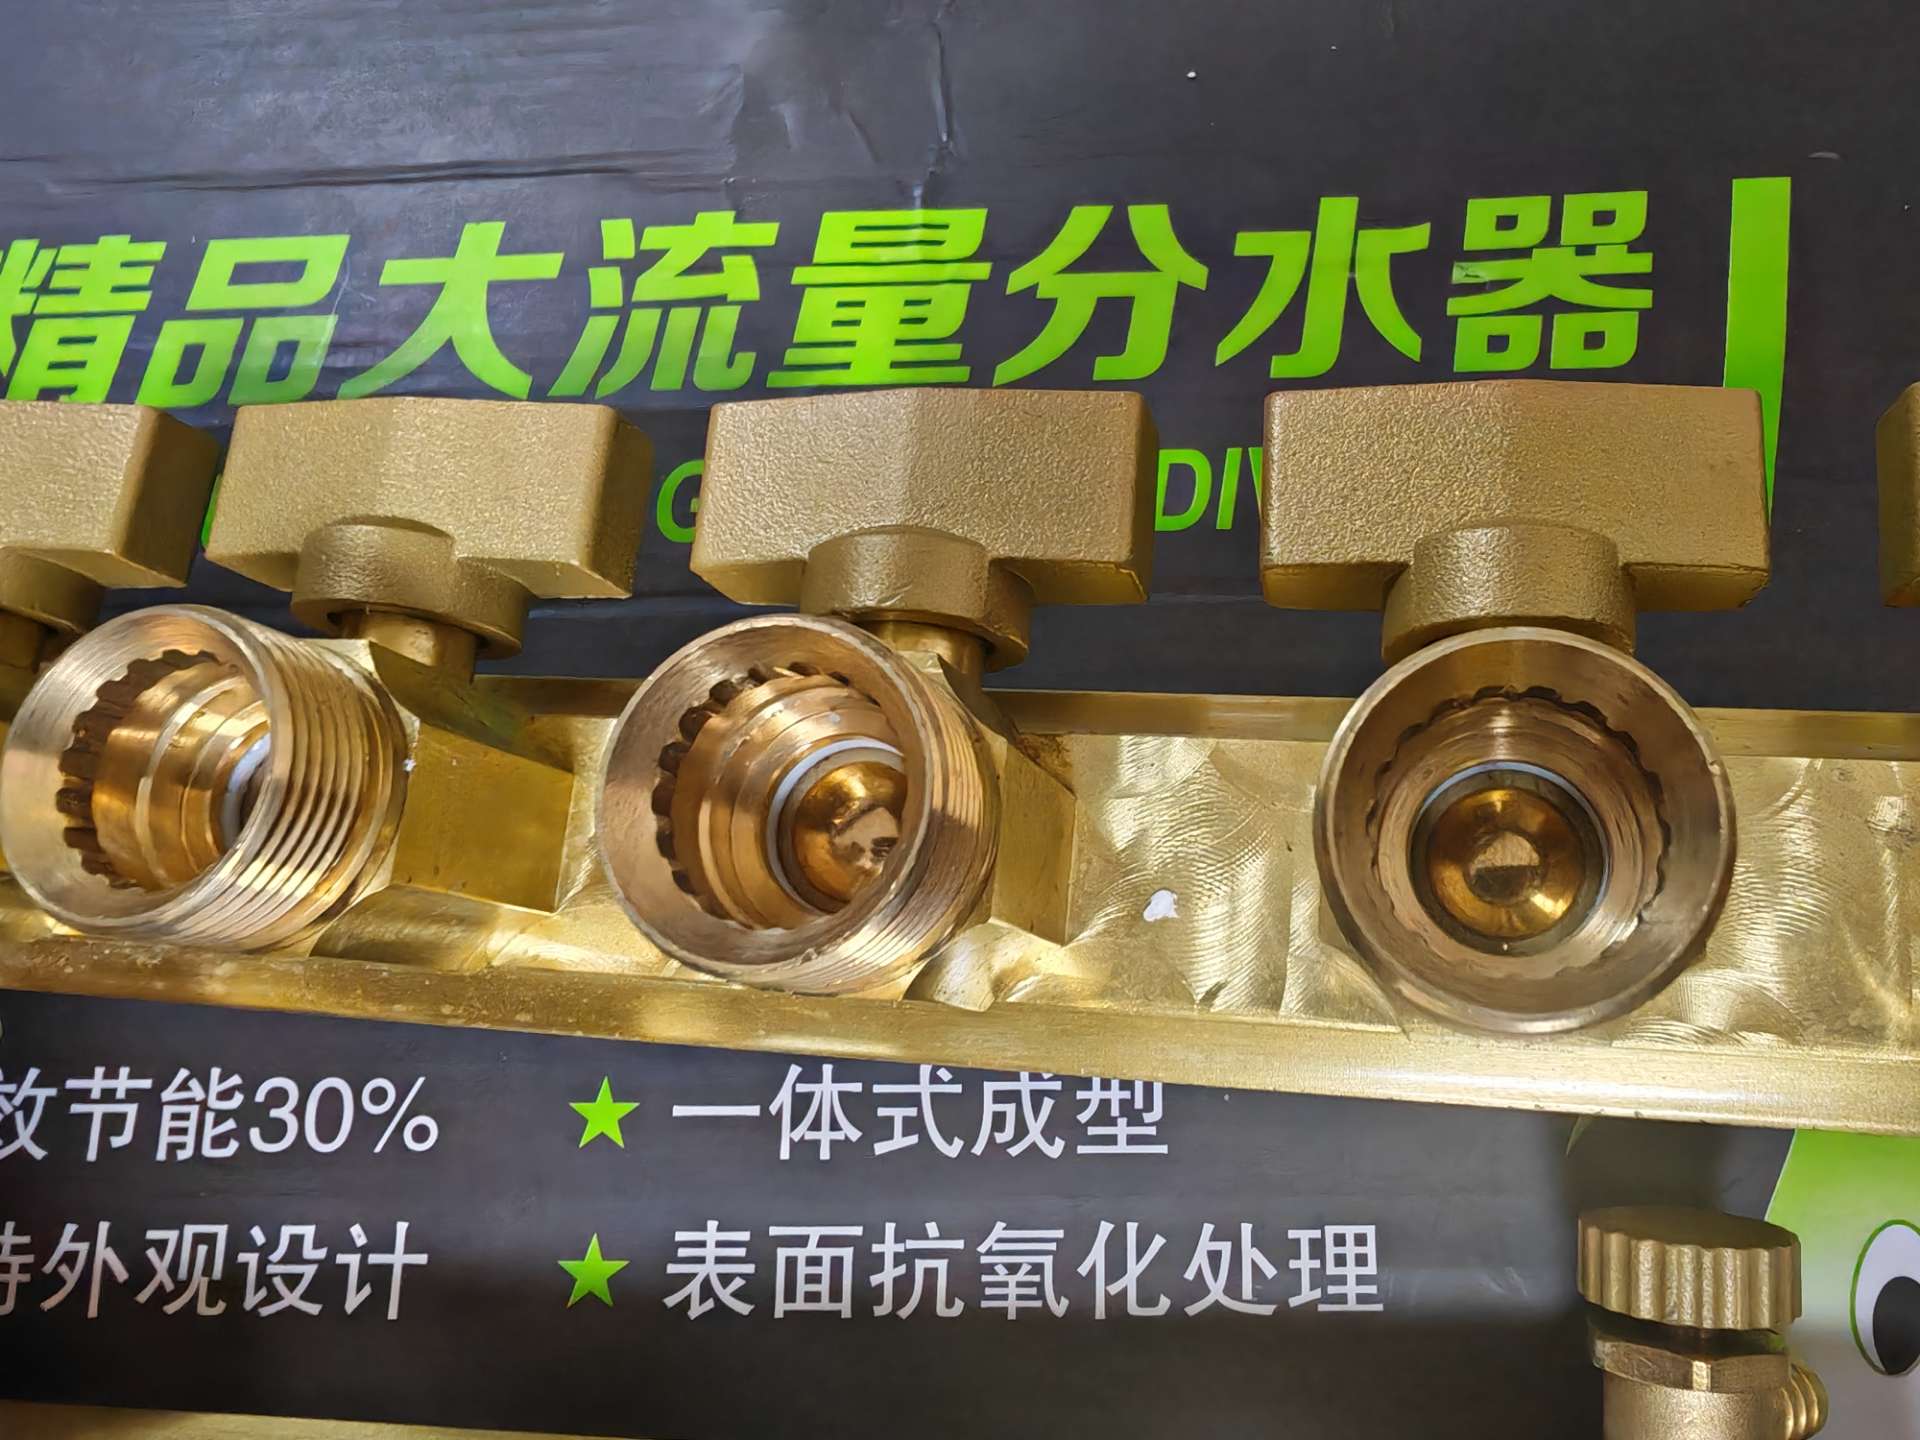 精品大流量分水器
G DIV
效节能30%
★一体式成型
特外观设计
★表面抗氧化处理